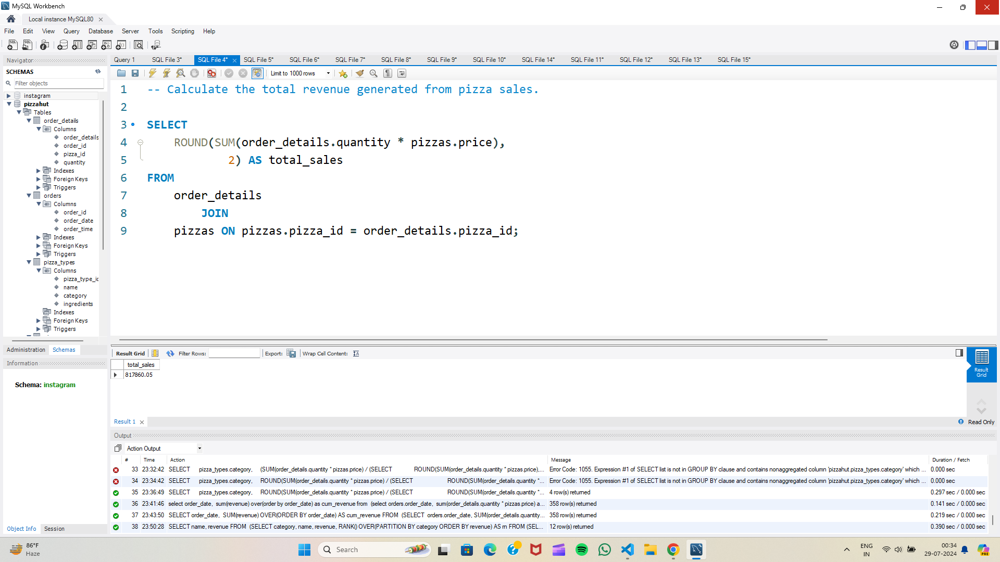 MySQL Workbench
Local instance MySQL80
File Edit View Query Database Server Tools Scripting Help
Navigator
SCHEMAS
Filter objects
instagram
pizzahut
Tables
order_details
Columns
order_details
order_id
pizza_id
quantity
Indexes
Foreign Keys
Triggers
orders
Columns
order_id
order_date
order_time
Indexes
Foreign Keys
Triggers
pizza_types
Columns
pizza_type_id
name
category
ingredients
Indexes
Foreign Keys
Triggers
Administration Schemas
Information
Schema: instagram
Object Info Session
Query 1 SQL File 3* SQL File 4* SQL File 5* SQL File 6* SQL File 7* SQL File 8* SQL File 9* SQL File 10* SQL File 14* SQL File 11* SQL File 12* SQL File 13* SQL File 15*
Limit to 1000 rows
1 -- Calculate the total revenue generated from pizza sales.
2
3 SELECT
4 ROUND(SUM(order_details.quantity * pizzas.price),
5 2) AS total_sales
6 FROM
7 order_details
8 JOIN
9 pizzas ON pizzas.pizza_id = order_details.pizza_id;
Result Grid Filter Rows: Export: Wrap Cell Content:
total_sales
817860.05
Result Grid
Result 1
Read Only
Output
Action Output
# Time Action Message Duration / Fetch
33 23:32:42 SELECT pizza_types.category, (SUM(order_details.quantity * pizzas.price) / (SELECT ROUND(SUM(order_details.quantity * pizzas.price),... Error Code: 1055. Expression #1 of SELECT list is not in GROUP BY clause and contains nonaggregated column 'pizzahut.pizza_types.category' which ... 0.000 sec
34 23:34:42 SELECT pizza_types.category, ROUND(SUM(order_details.quantity * pizzas.price) / (SELECT ROUND(SUM(order_details.quantity *... Error Code: 1055. Expression #1 of SELECT list is not in GROUP BY clause and contains nonaggregated column 'pizzahut.pizza_types.category' which ... 0.000 sec
35 23:36:49 SELECT pizza_types.category, ROUND(SUM(order_details.quantity * pizzas.price) / (SELECT ROUND(SUM(order_details.quantity *... 4 row(s) returned 0.297 sec / 0.000 sec
36 23:41:46 select order_date, sum(revenue) over(order by order_date) as cum_revenue from (select orders.order_date, sum(order_details.quantity * pizzas.price) a... 358 row(s) returned 0.141 sec / 0.000 sec
37 23:43:50 SELECT order_date, SUM(revenue) OVER(ORDER BY order_date) AS cum_revenue FROM (SELECT orders.order_date, SUM(order_details.quantity... 358 row(s) returned 0.219 sec / 0.000 sec
38 23:50:28 SELECT name, revenue FROM (SELECT category, name, revenue, RANK() OVER(PARTITION BY category ORDER BY revenue) AS rn FROM (SEL... 12 row(s) returned 0.390 sec / 0.000 sec
86°F
Haze
Search
ENG
IN
00:34
29-07-2024
PRE